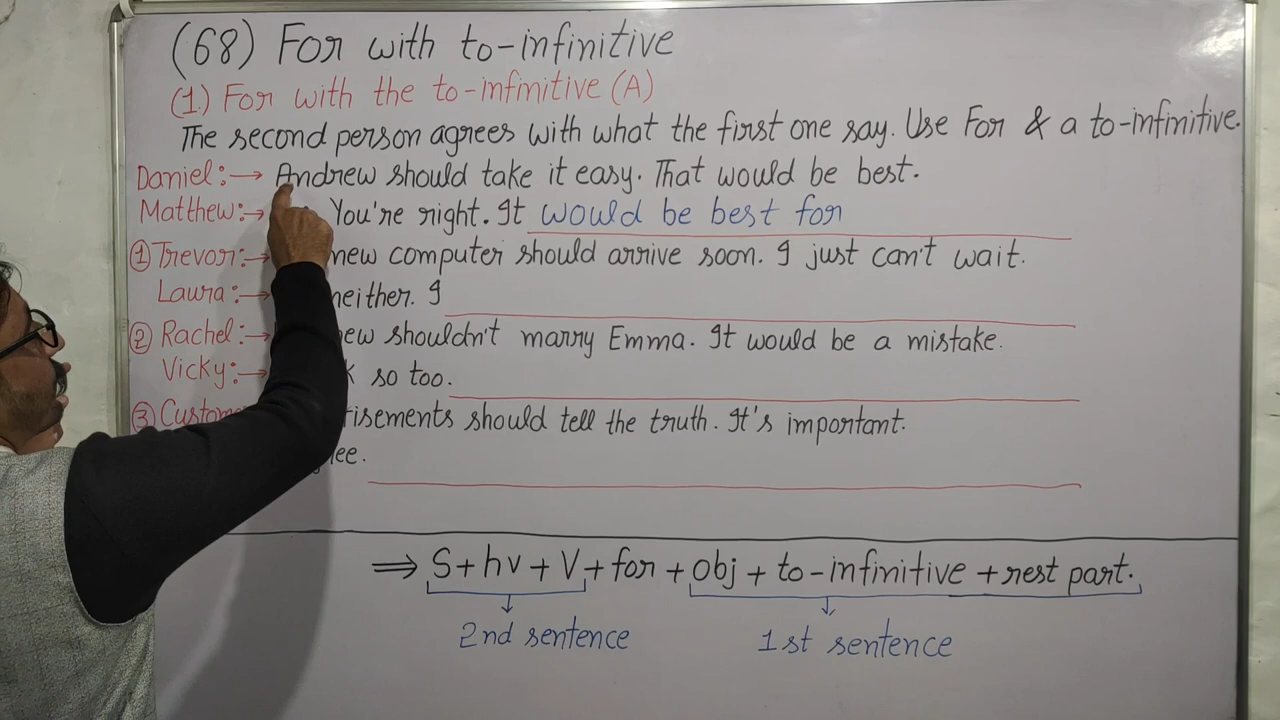 (68) For with to-infinitive
(1) For with the to-infinitive (A)
The second person agrees with what the first one say. Use For & a to-infinitive.
Daniel:→ Andrew should take it easy. That would be best.
Matthew:→ You're right. It would be best for
① Trevor:→ new computer should arrive soon. I just can't wait.
Laura:→ neither. I
② Rachel:→ shouldn't marry Emma. It would be a mistake.
Vicky:→ so too.
③ should tell the truth. It's important.
⇒ S+hv+V+for+obj+to-infinitive+rest part.
2nd sentence 1st sentence